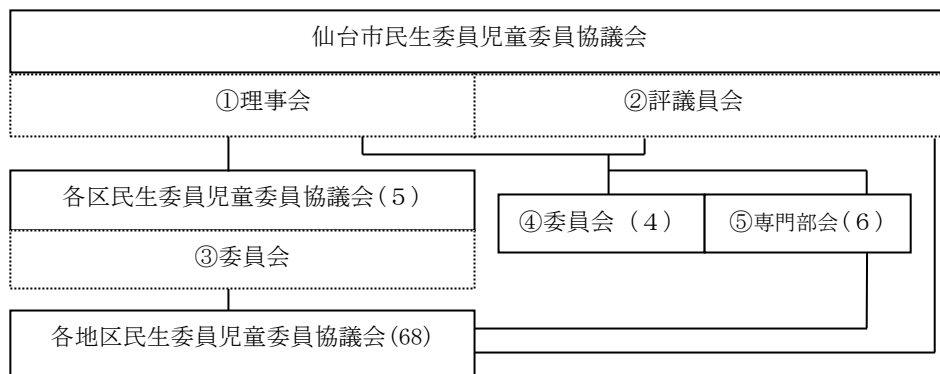 仙台市民生委員児童委員協議会
①理事会
②評議員会
各区民生委員児童委員協議会(５)
④委員会（４）
⑤専門部会(６)
③委員会
各地区民生委員児童委員協議会(68)